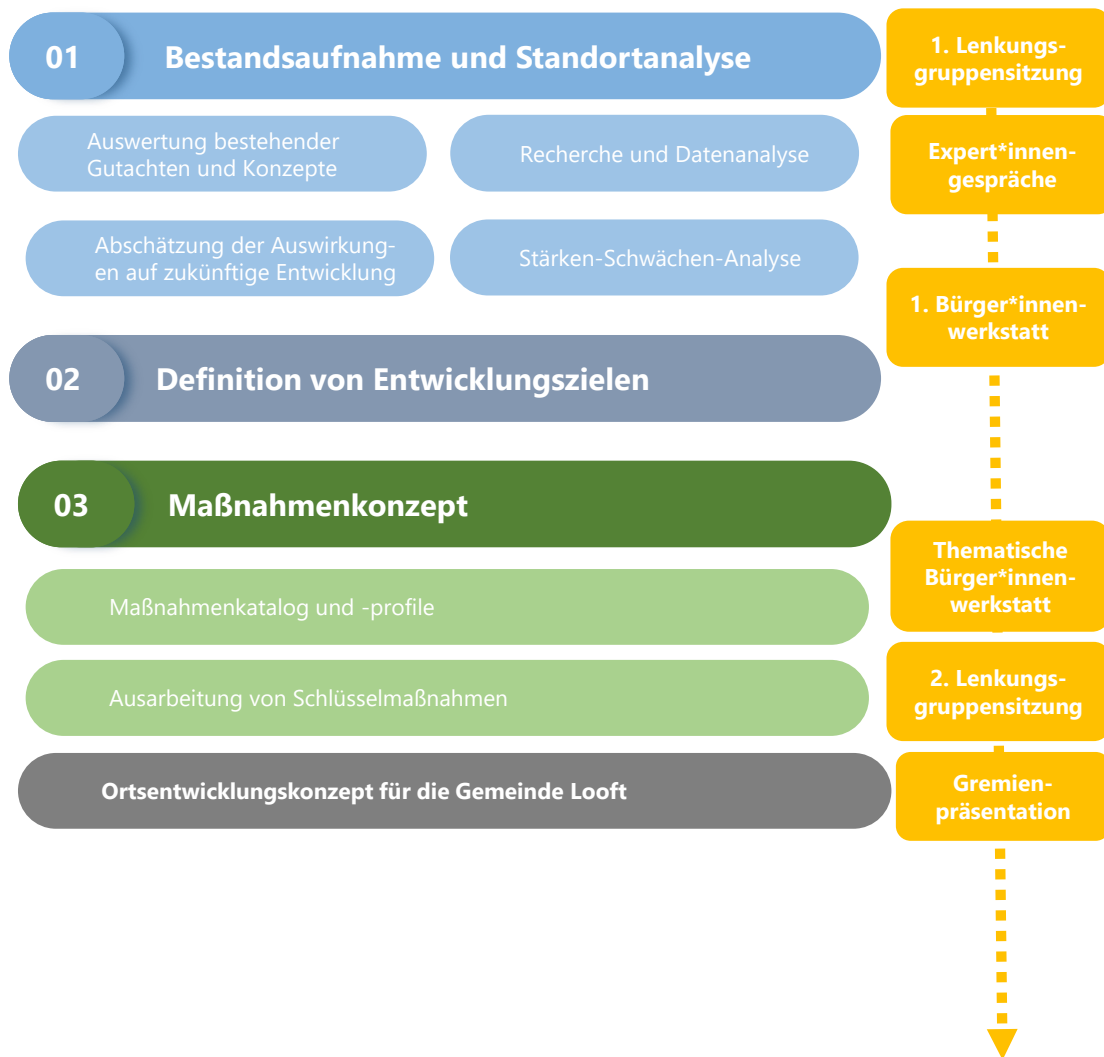 01
Bestandsaufnahme und Standortanalyse
Auswertung bestehender
Gutachten und Konzepte
Recherche und Datenanalyse
Abschätzung der Auswirkung-
en auf zukünftige Entwicklung
Stärken-Schwächen-Analyse
02
Definition von Entwicklungszielen
03
Maßnahmenkonzept
Maßnahmenkatalog und -profile
Ausarbeitung von Schlüsselmaßnahmen
Ortsentwicklungskonzept für die Gemeinde Looft
1. Lenkungs-
gruppensitzung
Expert*innen-
gespräche
1. Bürger*innen-
werkstatt
Thematische
Bürger*innen-
werkstatt
2. Lenkungs-
gruppensitzung
Gremien-
präsentation